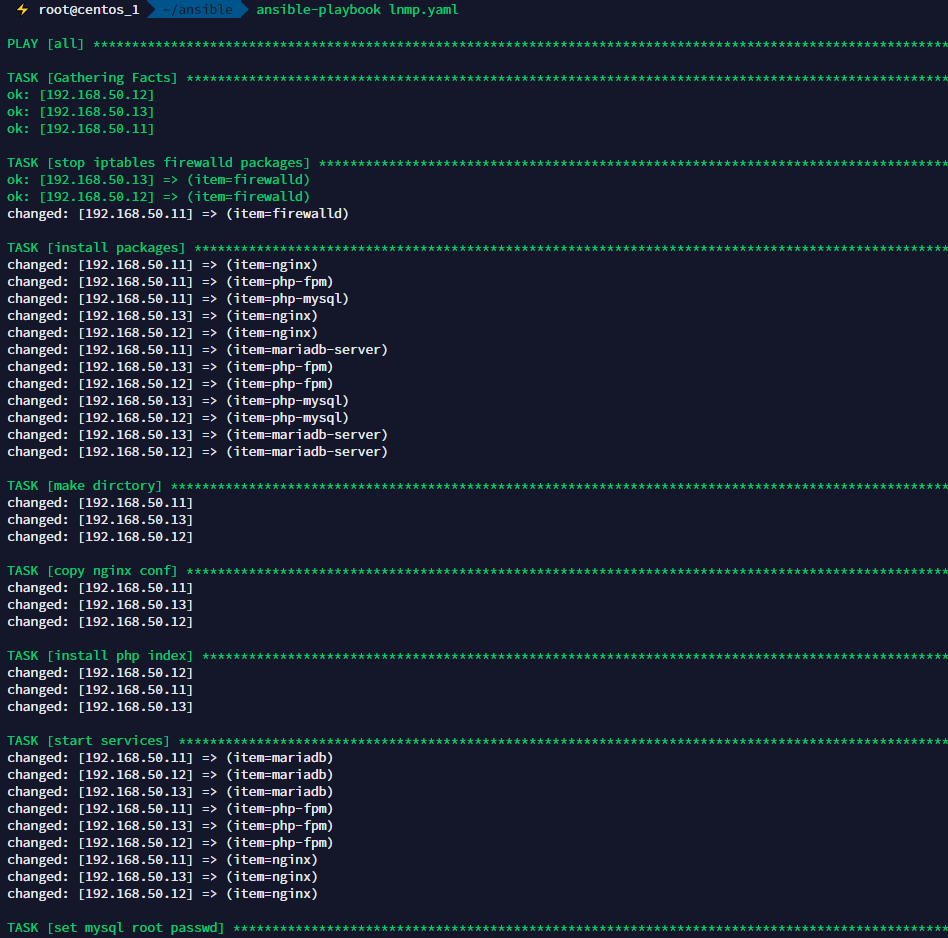 ⚡ root@centos_1 ~/ansible ansible-playbook lnmp.yaml
PLAY [all] ***************************************************************************************************************
TASK [Gathering Facts] ***************************************************************************************************
ok: [192.168.50.12]
ok: [192.168.50.13]
ok: [192.168.50.11]
TASK [stop iptables firewalld packages] **********************************************************************************
ok: [192.168.50.13] => (item=firewalld)
ok: [192.168.50.12] => (item=firewalld)
changed: [192.168.50.11] => (item=firewalld)
TASK [install packages] **************************************************************************************************
changed: [192.168.50.11] => (item=nginx)
changed: [192.168.50.11] => (item=php-fpm)
changed: [192.168.50.11] => (item=php-mysql)
changed: [192.168.50.13] => (item=nginx)
changed: [192.168.50.12] => (item=nginx)
changed: [192.168.50.11] => (item=mariadb-server)
changed: [192.168.50.13] => (item=php-fpm)
changed: [192.168.50.12] => (item=php-fpm)
changed: [192.168.50.13] => (item=php-mysql)
changed: [192.168.50.12] => (item=php-mysql)
changed: [192.168.50.13] => (item=mariadb-server)
changed: [192.168.50.12] => (item=mariadb-server)
TASK [make dirctory] *****************************************************************************************************
changed: [192.168.50.11]
changed: [192.168.50.13]
changed: [192.168.50.12]
TASK [copy nginx conf] ***************************************************************************************************
changed: [192.168.50.11]
changed: [192.168.50.13]
changed: [192.168.50.12]
TASK [install php index] *************************************************************************************************
changed: [192.168.50.12]
changed: [192.168.50.11]
changed: [192.168.50.13]
TASK [start services] ****************************************************************************************************
changed: [192.168.50.11] => (item=mariadb)
changed: [192.168.50.12] => (item=mariadb)
changed: [192.168.50.13] => (item=mariadb)
changed: [192.168.50.11] => (item=php-fpm)
changed: [192.168.50.13] => (item=php-fpm)
changed: [192.168.50.12] => (item=php-fpm)
changed: [192.168.50.11] => (item=nginx)
changed: [192.168.50.13] => (item=nginx)
changed: [192.168.50.12] => (item=nginx)
TASK [set mysql root passwd] *********************************************************************************************